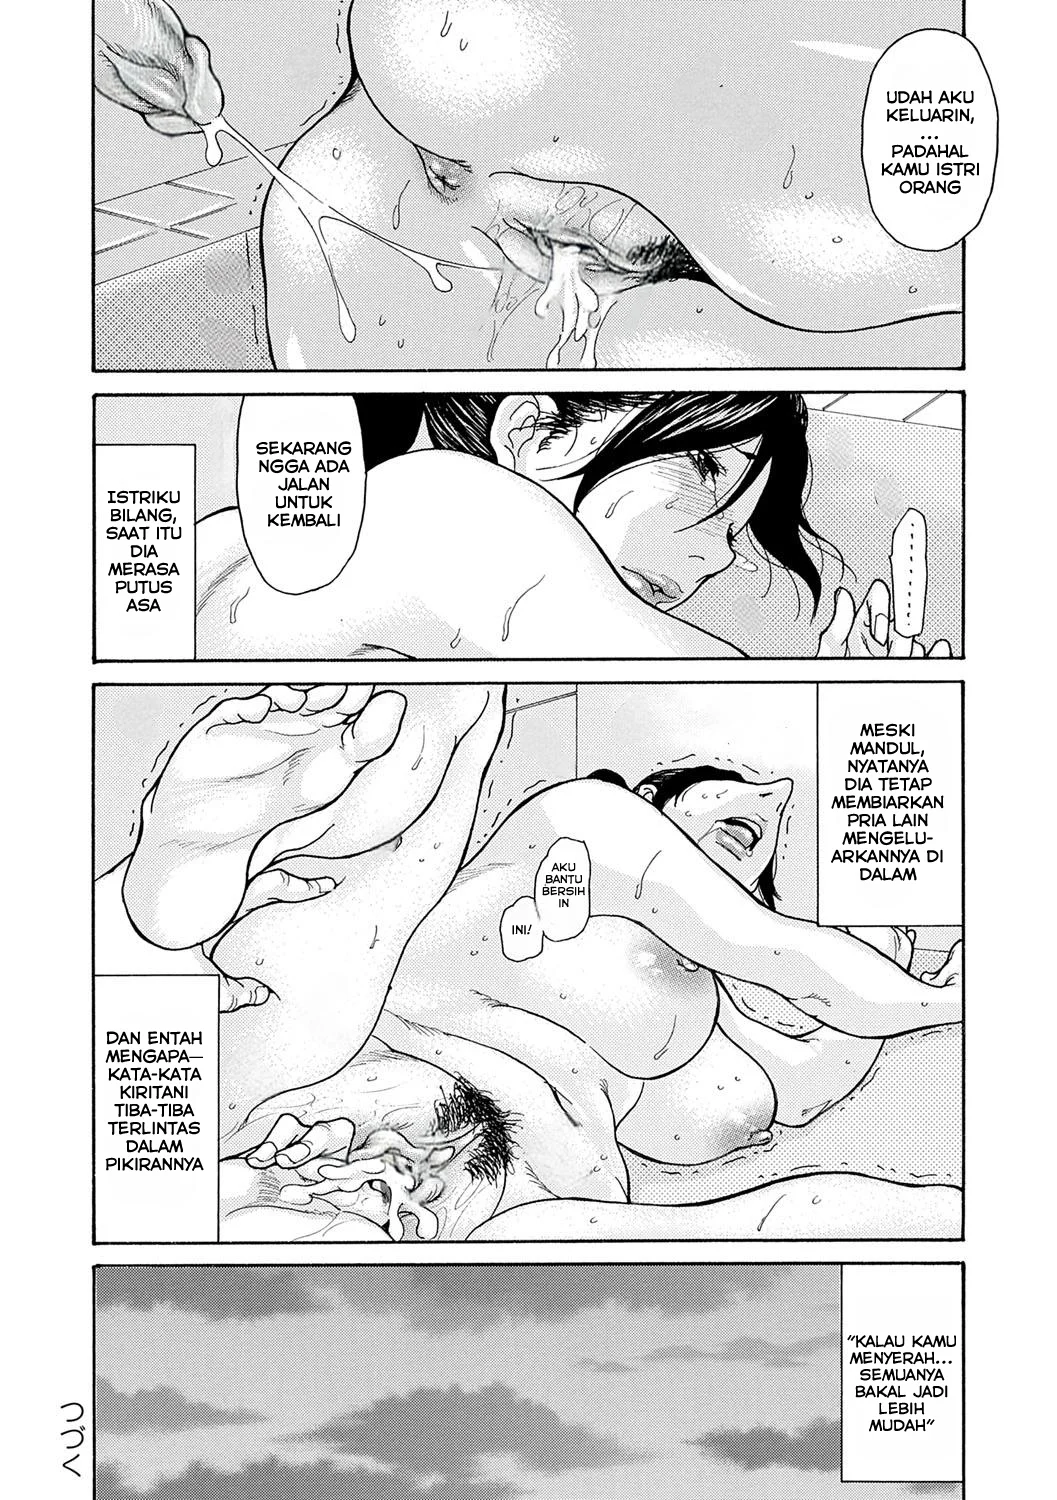 UDAH AKU
KELUARIN,
...
PADAHAL
KAMU ISTRI
ORANG
SEKARANG
NGGA ADA
JALAN
UNTUK
KEMBALI
ISTRIKU
BILANG,
SAAT ITU
DIA
MERASA
PUTUS
ASA
MESKI
MANDUL,
NYATANYA
DIA TETAP
MEMBIARKAN
PRIA LAIN
MENGELU-
ARKANNYA DI
DALAM
AKU
BANTU
BERSIH
IN
INI!
DAN ENTAH
MENGAPA—
KATA-KATA
KIRITANI
TIBA-TIBA
TERLINTAS
DALAM
PIKIRANNYA
"KALAU KAMU
MENYERAH...
SEMUANYA
BAKAL JADI
LEBIH
MUDAH"
つづく